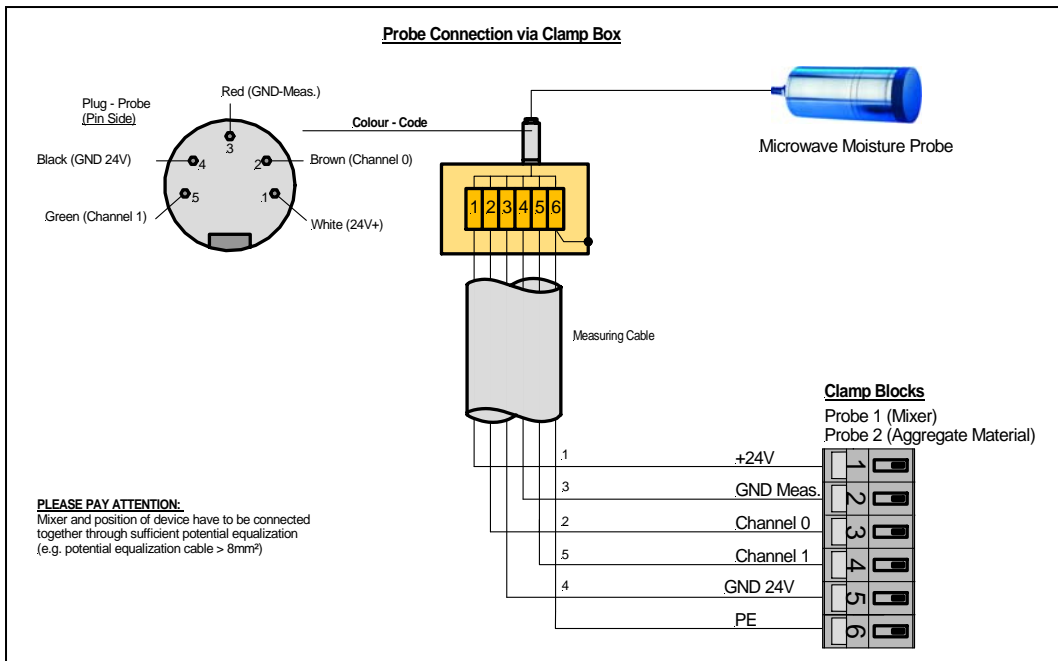 Probe Connection via Clamp Box
Plug - Probe
(Pin Side)
Red (GND-Meas.)
Colour - Code
Black (GND 24V)
Brown (Channel 0)
Green (Channel 1)
White (24V+)
3
4
2
5
1
Microwave Moisture Probe
1 2 3 4 5 6
Measuring Cable
Clamp Blocks
Probe 1 (Mixer)
Probe 2 (Aggregate Material)
1 +24V 1
3 GND Meas. 2
2 Channel 0 3
5 Channel 1 4
4 GND 24V 5
PE 6
PLEASE PAY ATTENTION:
Mixer and position of device have to be connected
together through sufficient potential equalization
(e.g. potential equalization cable > 8mm²)